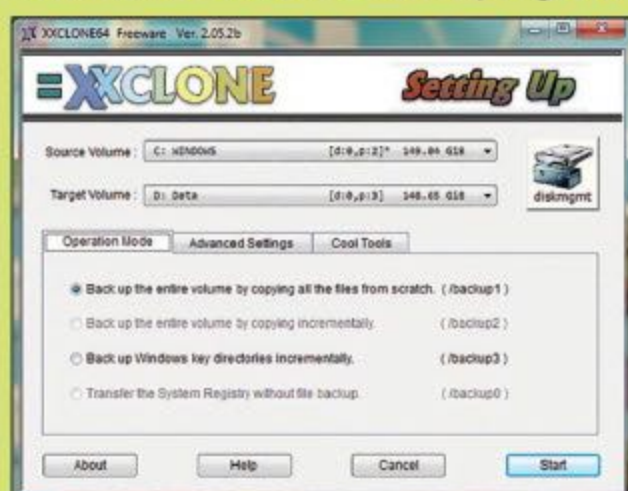 XXCLONE64 Freeware Ver. 2.05.2b
=XXCLONE Setting Up
Source Volume : C: WINDOWS [d:0,p:2]* 149.04 GiB
Target Volume : D: Data [d:0,p:3] 148.65 GiB
diskmgmt
Operation Mode Advanced Settings Cool Tools
Back up the entire volume by copying all the files from scratch. ( /backup1 )
Back up the entire volume by copying incrementally. ( /backup2 )
Back up Windows key directories incrementally. ( /backup3 )
Transfer the System Registry without file backup. ( /backup0 )
About Help Cancel Start